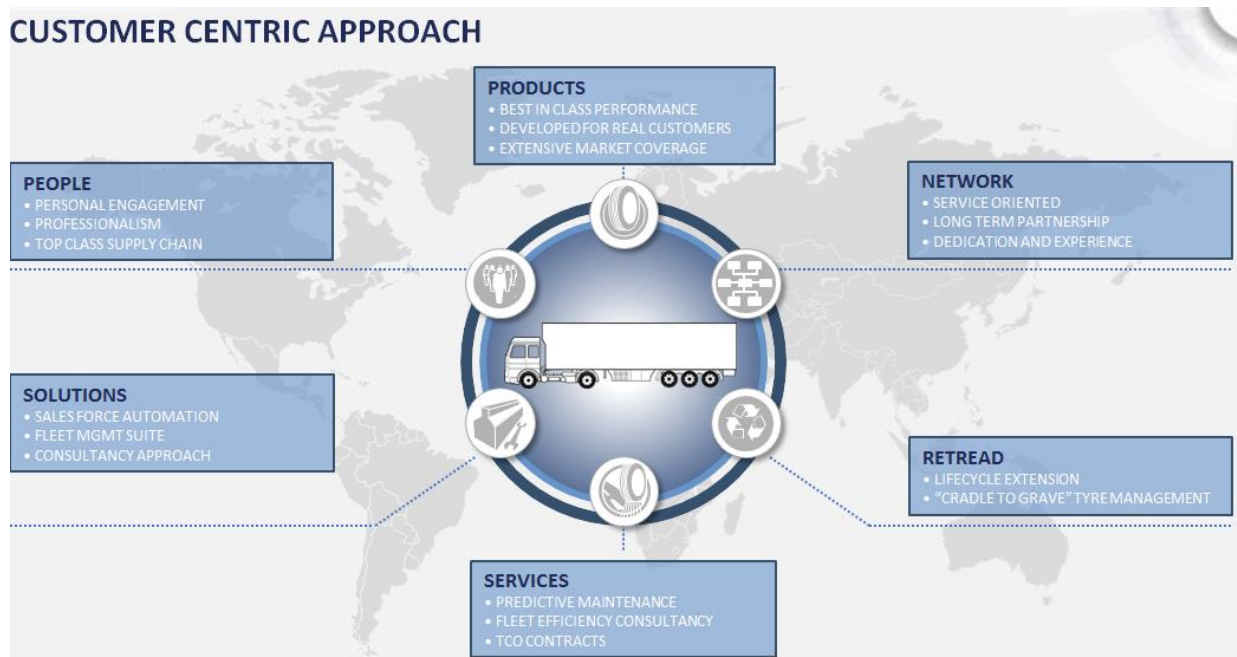 CUSTOMER CENTRIC APPROACH
PRODUCTS
• BEST IN CLASS PERFORMANCE
• DEVELOPED FOR REAL CUSTOMERS
• EXTENSIVE MARKET COVERAGE
PEOPLE
• PERSONAL ENGAGEMENT
• PROFESSIONALISM
• TOP CLASS SUPPLY CHAIN
NETWORK
• SERVICE ORIENTED
• LONG TERM PARTNERSHIP
• DEDICATION AND EXPERIENCE
SOLUTIONS
• SALES FORCE AUTOMATION
• FLEET MGMT SUITE
• CONSULTANCY APPROACH
RETREAD
• LIFECYCLE EXTENSION
• “CRADLE TO GRAVE” TYRE MANAGEMENT
SERVICES
• PREDICTIVE MAINTENANCE
• FLEET EFFICIENCY CONSULTANCY
• TCO CONTRACTS